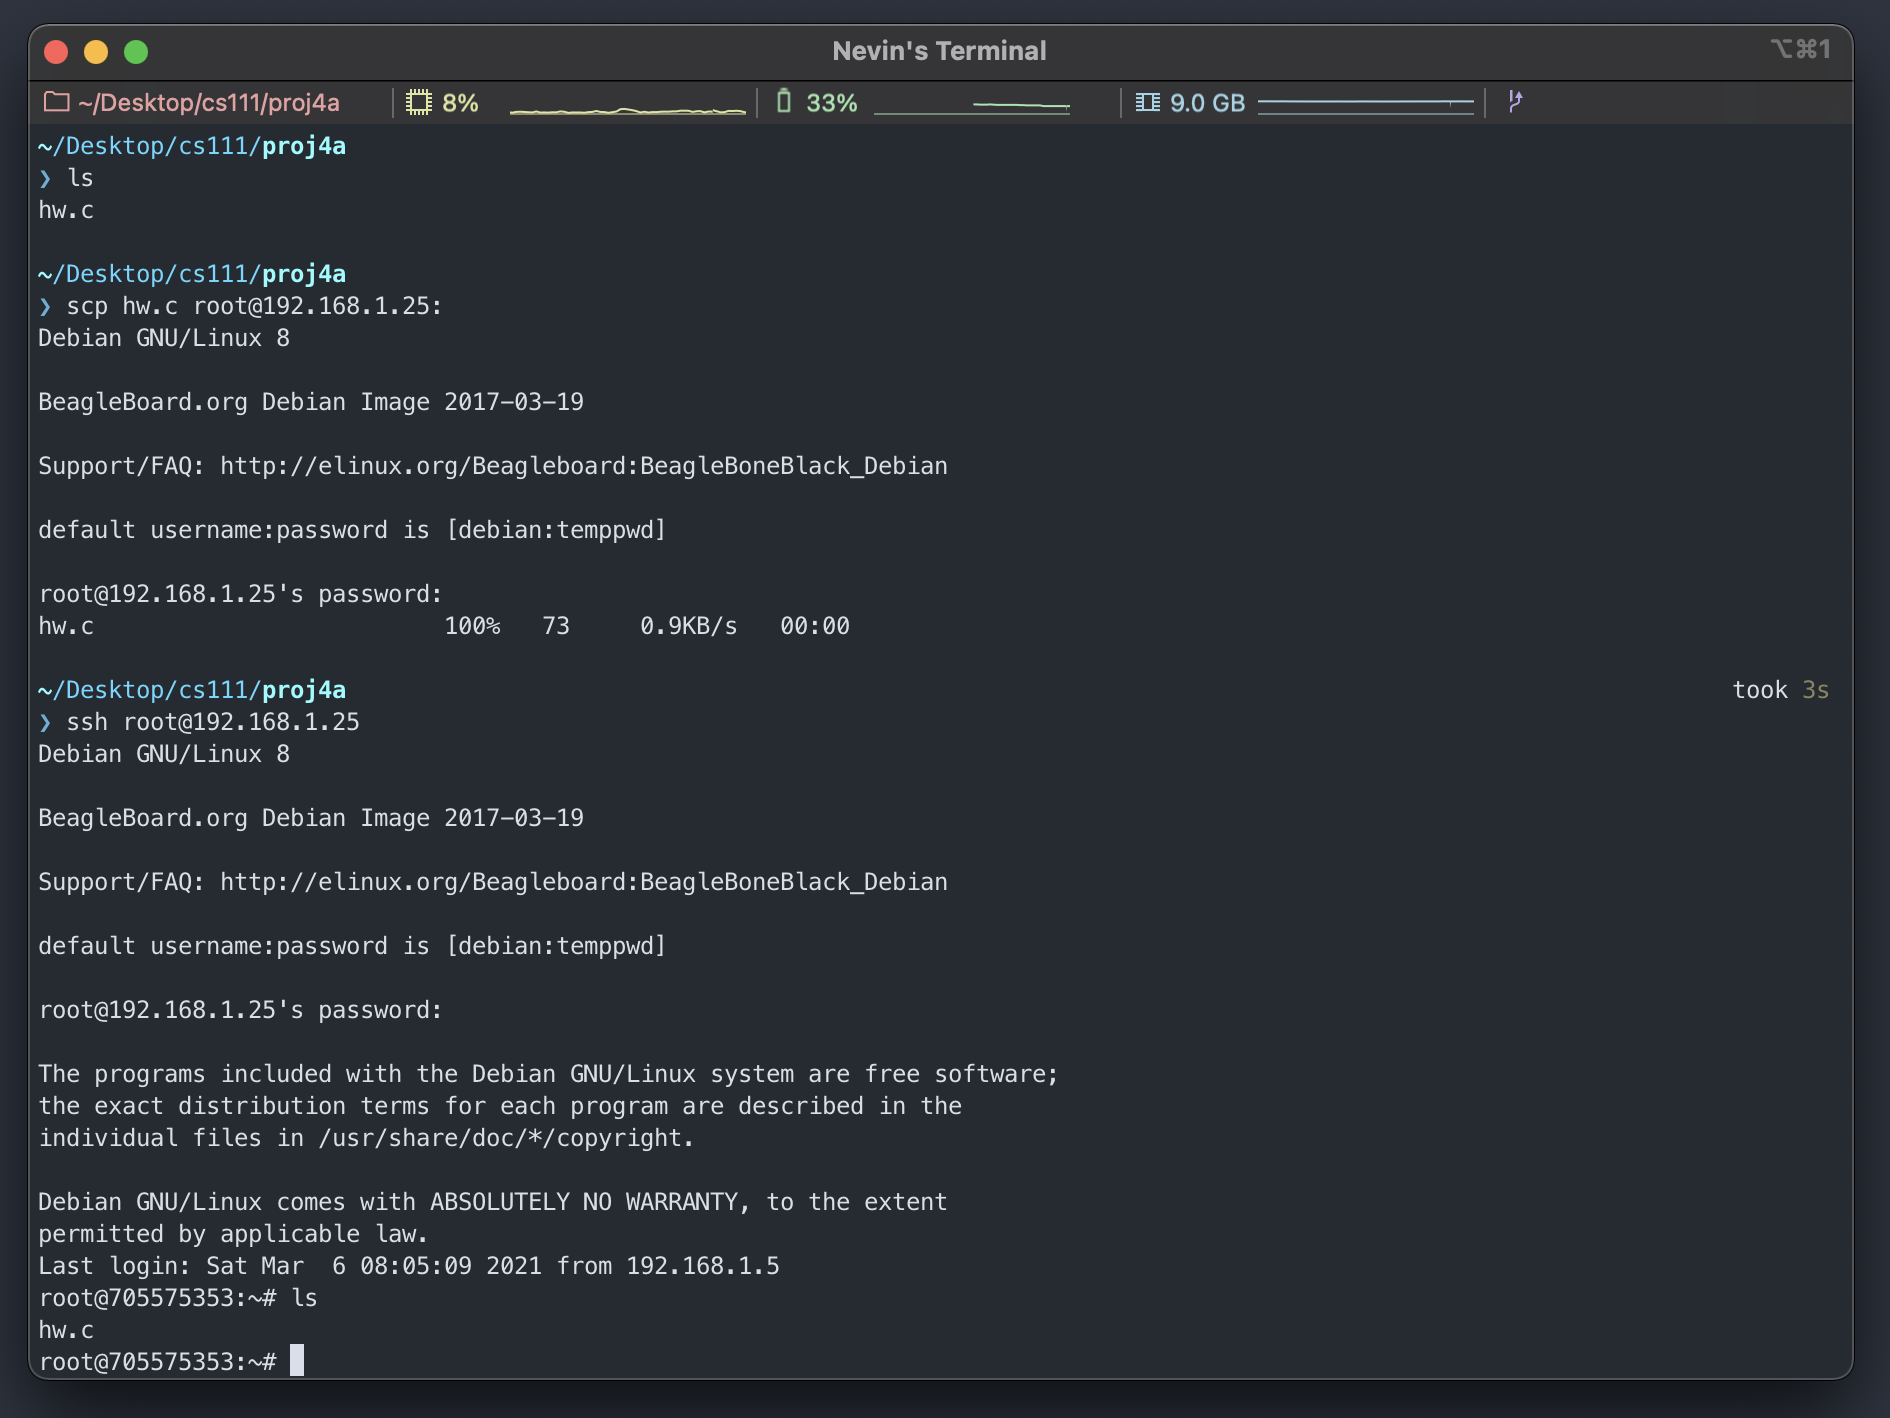 Nevin's Terminal ⌥⌘1
~/Desktop/cs111/proj4a 8% 33% 9.0 GB
~/Desktop/cs111/proj4a
❯ ls
hw.c
~/Desktop/cs111/proj4a
❯ scp hw.c root@192.168.1.25:
Debian GNU/Linux 8
BeagleBoard.org Debian Image 2017-03-19
Support/FAQ: http://elinux.org/Beagleboard:BeagleBoneBlack_Debian
default username:password is [debian:temppwd]
root@192.168.1.25's password:
hw.c 100% 73 0.9KB/s 00:00
~/Desktop/cs111/proj4a took 3s
❯ ssh root@192.168.1.25
Debian GNU/Linux 8
BeagleBoard.org Debian Image 2017-03-19
Support/FAQ: http://elinux.org/Beagleboard:BeagleBoneBlack_Debian
default username:password is [debian:temppwd]
root@192.168.1.25's password:
The programs included with the Debian GNU/Linux system are free software;
the exact distribution terms for each program are described in the
individual files in /usr/share/doc/*/copyright.
Debian GNU/Linux comes with ABSOLUTELY NO WARRANTY, to the extent
permitted by applicable law.
Last login: Sat Mar  6 08:05:09 2021 from 192.168.1.5
root@705575353:~# ls
hw.c
root@705575353:~#